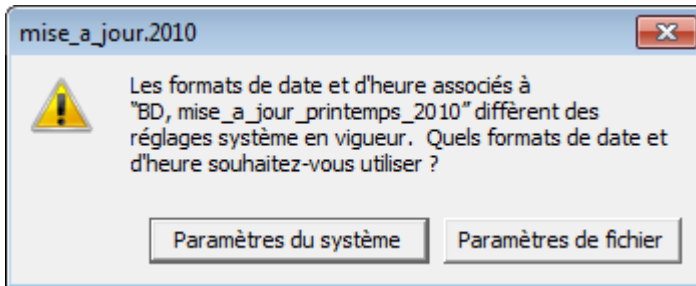 mise_a_jour.2010
Les formats de date et d'heure associés à
"BD, mise_a_jour_printemps_2010" diffèrent des
réglages système en vigueur.  Quels formats de date et
d'heure souhaitez-vous utiliser ?
Paramètres du système
Paramètres de fichier